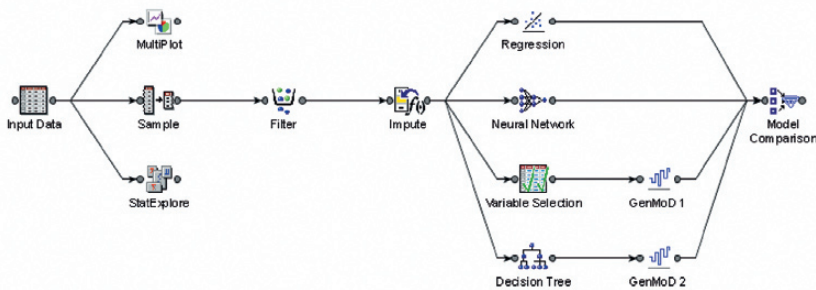 MultiPlot
Regression
Input Data
Sample
Filter
Impute
Neural Network
Model
Comparison
StatExplore
Variable Selection
GenMoD 1
Decision Tree
GenMoD 2